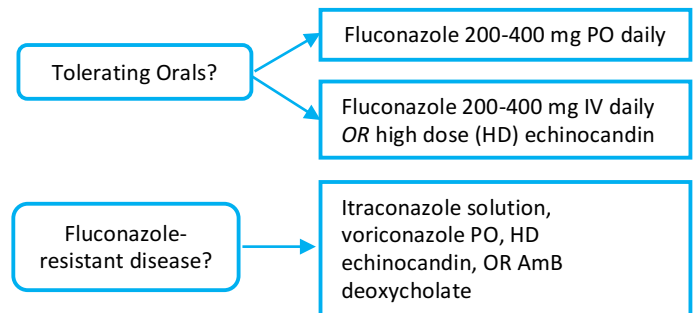 Tolerating Orals?
Fluconazole 200-400 mg PO daily
Fluconazole 200-400 mg IV daily
OR high dose (HD) echinocandin
Fluconazole-
resistant disease?
Itraconazole solution,
voriconazole PO, HD
echinocandin, OR AmB
deoxycholate